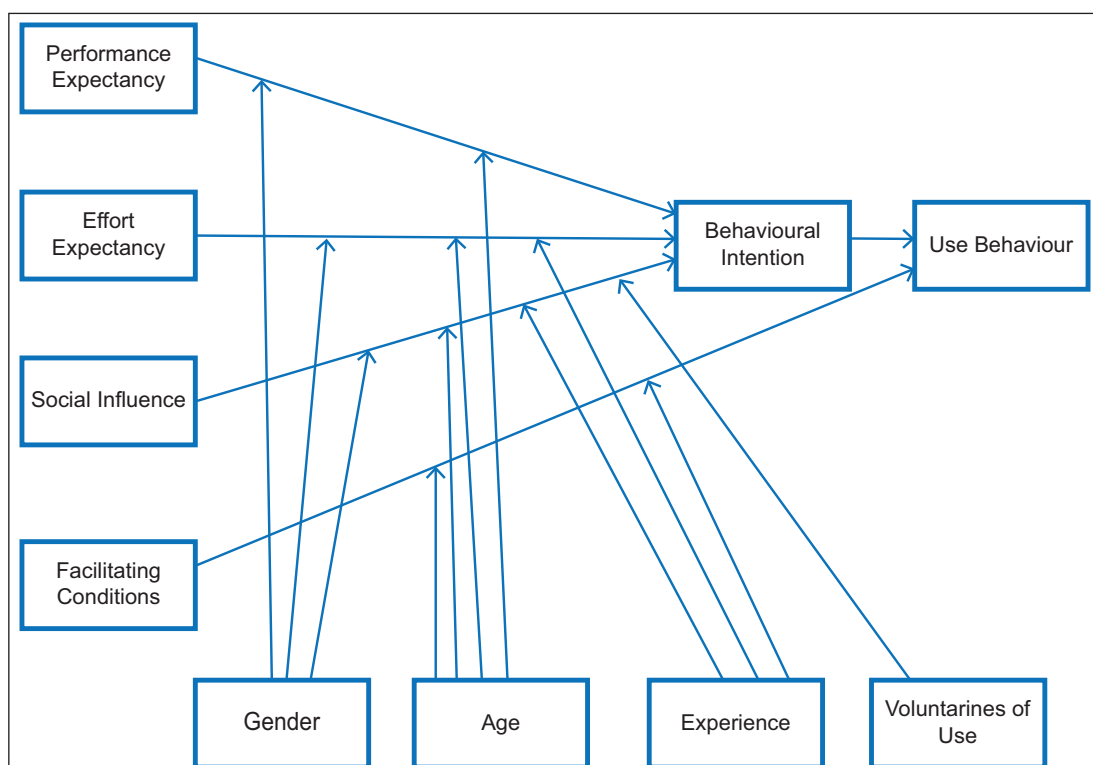 Performance
Expectancy
Effort
Expectancy
Behavioural
Intention
Use Behaviour
Social Influence
Facilitating
Conditions
Gender
Age
Experience
Voluntarines of
Use